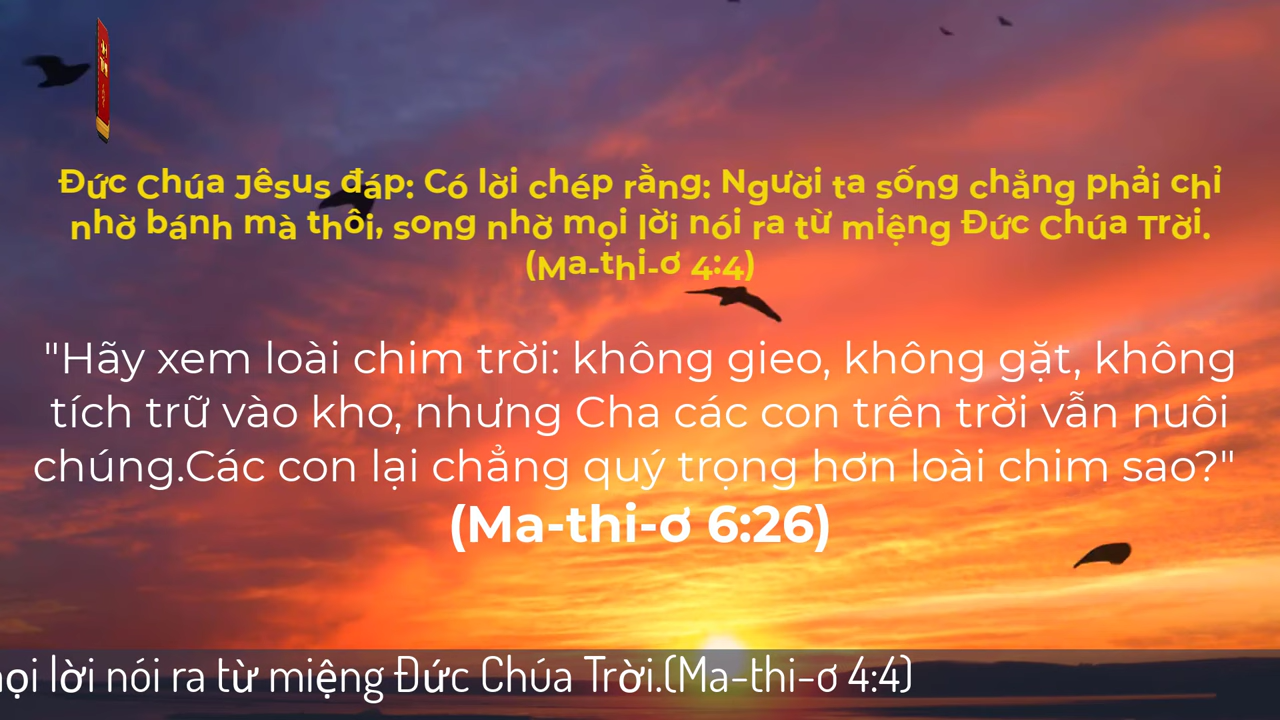 Đức Chúa Jêsus đáp: Có lời chép rằng: Người ta sống chẳng phải chỉ
nhờ bánh mà thôi, song nhờ mọi lời nói ra từ miệng Đức Chúa Trời.
(Ma-thi-ơ 4:4)
"Hãy xem loài chim trời: không gieo, không gặt, không
tích trữ vào kho, nhưng Cha các con trên trời vẫn nuôi
chúng.Các con lại chẳng quý trọng hơn loài chim sao?"
(Ma-thi-ơ 6:26)
lời nói ra từ miệng Đức Chúa Trời.(Ma-thi-ơ 4:4)